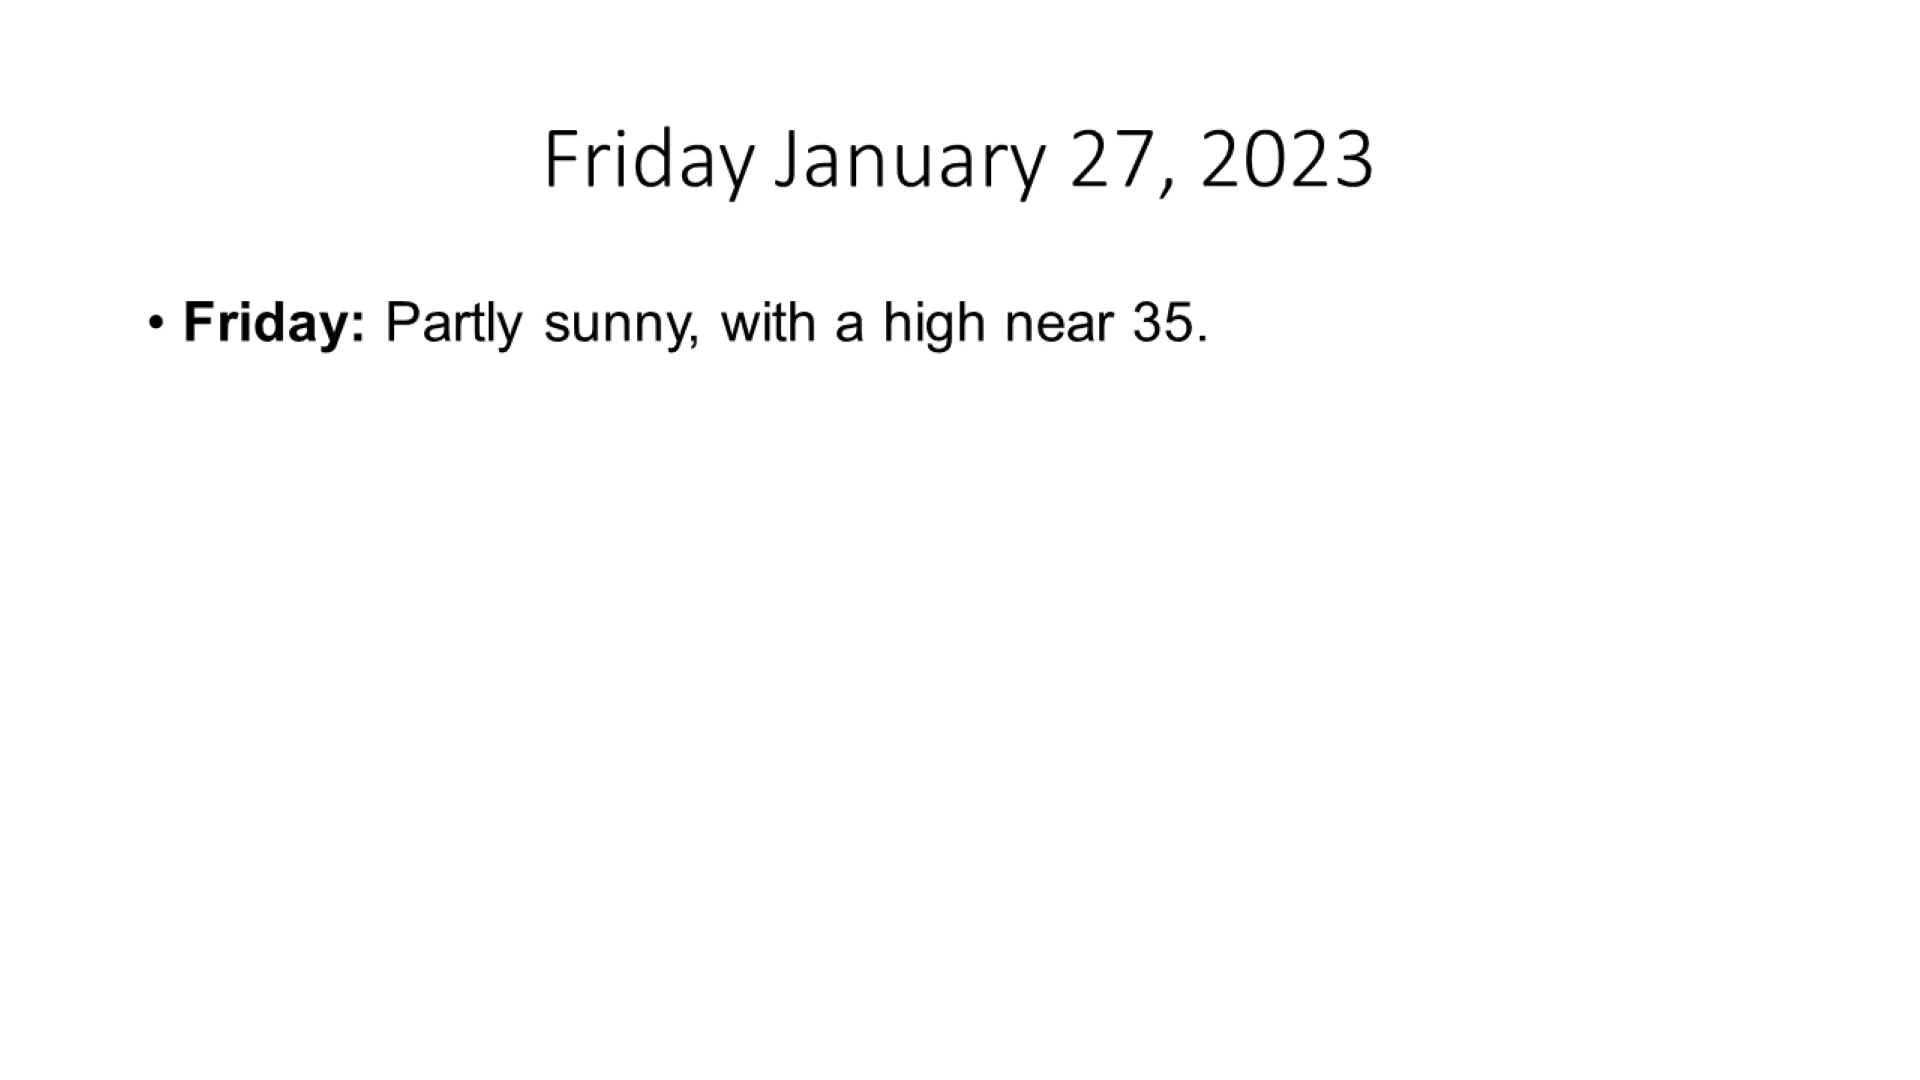 Friday January 27, 2023
• Friday: Partly sunny, with a high near 35.